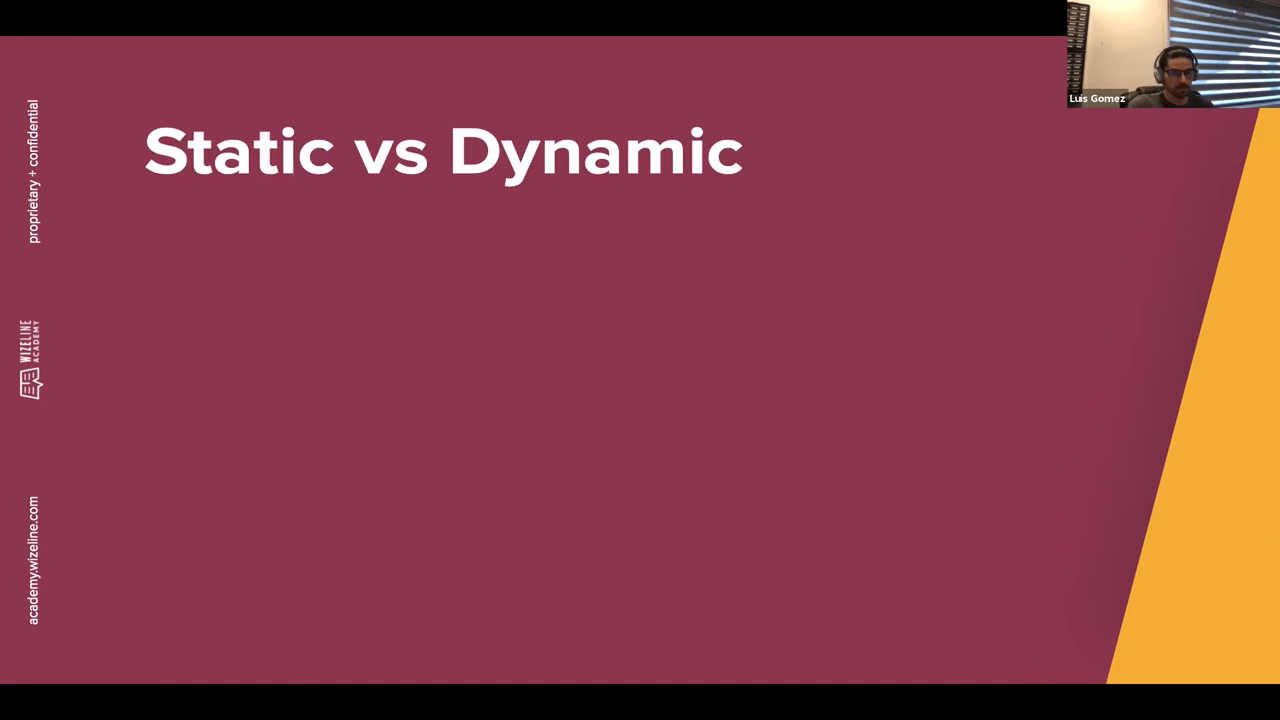 Static vs Dynamic
Luis Gomez
proprietary + confidential
WIZELINE
ACADEMY
academy.wizeline.com